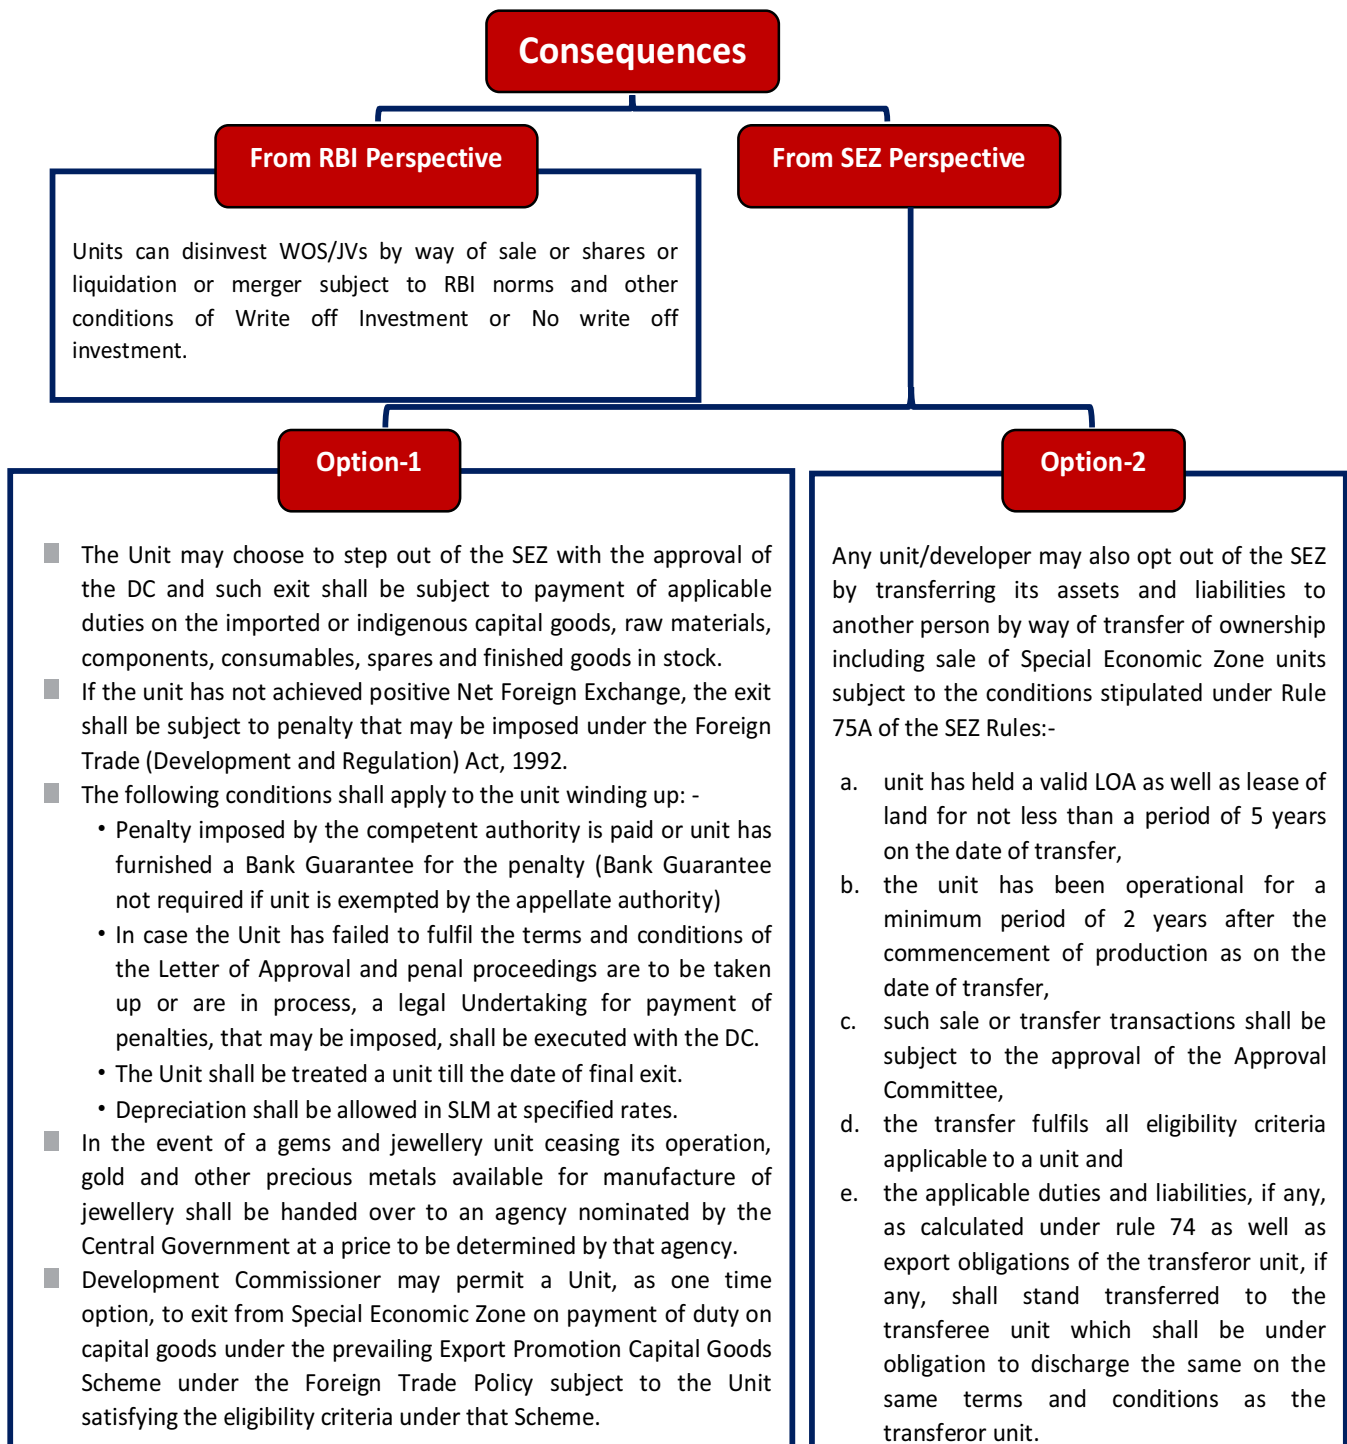 Consequences
From RBI Perspective
From SEZ Perspective
Units can disinvest WOS/JVs by way of sale or shares or
liquidation or merger subject to RBI norms and other
conditions of Write off Investment or No write off
investment.
Option-1
The Unit may choose to step out of the SEZ with the approval of
the DC and such exit shall be subject to payment of applicable
duties on the imported or indigenous capital goods, raw materials,
components, consumables, spares and finished goods in stock.
If the unit has not achieved positive Net Foreign Exchange, the exit
shall be subject to penalty that may be imposed under the Foreign
Trade (Development and Regulation) Act, 1992.
The following conditions shall apply to the unit winding up: -
• Penalty imposed by the competent authority is paid or unit has
furnished a Bank Guarantee for the penalty (Bank Guarantee
not required if unit is exempted by the appellate authority)
• In case the Unit has failed to fulfil the terms and conditions of
the Letter of Approval and penal proceedings are to be taken
up or are in process, a legal Undertaking for payment of
penalties, that may be imposed, shall be executed with the DC.
• The Unit shall be treated a unit till the date of final exit.
• Depreciation shall be allowed in SLM at specified rates.
In the event of a gems and jewellery unit ceasing its operation,
gold and other precious metals available for manufacture of
jewellery shall be handed over to an agency nominated by the
Central Government at a price to be determined by that agency.
Development Commissioner may permit a Unit, as one time
option, to exit from Special Economic Zone on payment of duty on
capital goods under the prevailing Export Promotion Capital Goods
Scheme under the Foreign Trade Policy subject to the Unit
satisfying the eligibility criteria under that Scheme.
Option-2
Any unit/developer may also opt out of the SEZ
by transferring its assets and liabilities to
another person by way of transfer of ownership
including sale of Special Economic Zone units
subject to the conditions stipulated under Rule
75A of the SEZ Rules:-
a. unit has held a valid LOA as well as lease of
land for not less than a period of 5 years
on the date of transfer,
b. the unit has been operational for a
minimum period of 2 years after the
commencement of production as on the
date of transfer,
c. such sale or transfer transactions shall be
subject to the approval of the Approval
Committee,
d. the transfer fulfils all eligibility criteria
applicable to a unit and
e. the applicable duties and liabilities, if any,
as calculated under rule 74 as well as
export obligations of the transferor unit, if
any, shall stand transferred to the
transferee unit which shall be under
obligation to discharge the same on the
same terms and conditions as the
transferor unit.